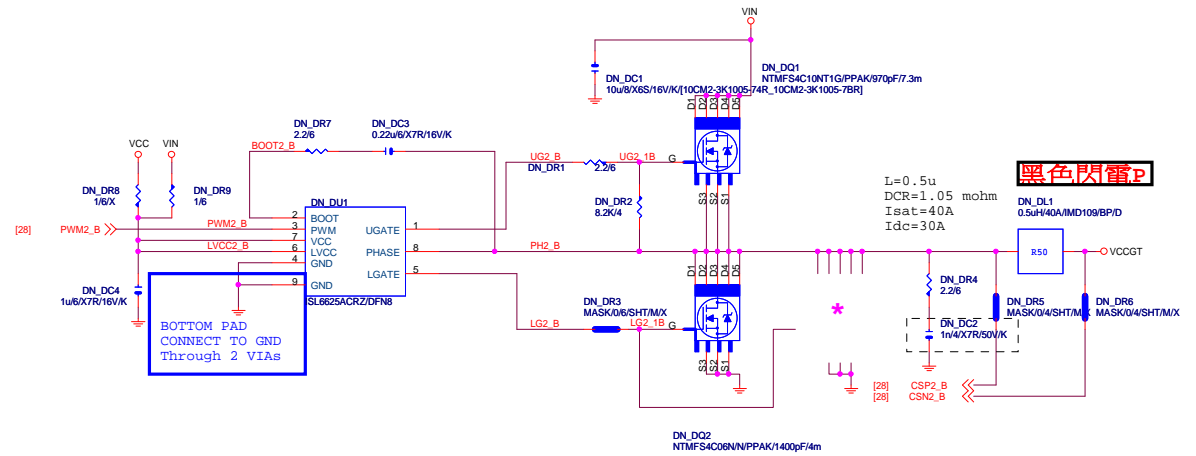 VIN
DN_DQ1
NTMFS4C10NT1G/PPAK/970pF/7.3m
DN_DC1
10u/8/X6S/16V/K/[10CM2-3K1005-74R_10CM2-3K1005-7BR]
D1
D2
D3
D4
D5
G
S3
S2
S1
DN_DR7
2.2/6
DN_DC3
0.22u/6/X7R/16V/K
BOOT2_B
VCC
VIN
DN_DR8
1/6/X
DN_DR9
1/6
UG2_B
DN_DR1
2.2/6
UG2_1B
DN_DR2
8.2K/4
DN_DU1
2
BOOT
3
PWM
7
VCC
6
LVCC
4
GND
9
GND
UGATE
1
PHASE
8
LGATE
5
SL6625ACRZ/DFN8
[28]
PWM2_B
PWM2_B
LVCC2_B
DN_DC4
1u/6/X7R/16V/K
BOTTOM PAD
CONNECT TO GND
Through 2 VIAs
PH2_B
L=0.5u
DCR=1.05 mohm
Isat=40A
Idc=30A
黑色閃電P
DN_DL1
0.5uH/40A/IMD109/BP/D
R50
VCCGT
D1
D2
D3
D4
D5
G
S3
S2
S1
DN_DR3
MASK/0/6/SHT/M/X
LG2_B
LG2_1B
*
DN_DR4
2.2/6
DN_DC2
1n/4/X7R/50V/K
DN_DR5
MASK/0/4/SHT/M/X
DN_DR6
MASK/0/4/SHT/M/X
[28]
CSP2_B
[28]
CSN2_B
DN_DQ2
NTMFS4C06N/N/PPAK/1400pF/4m